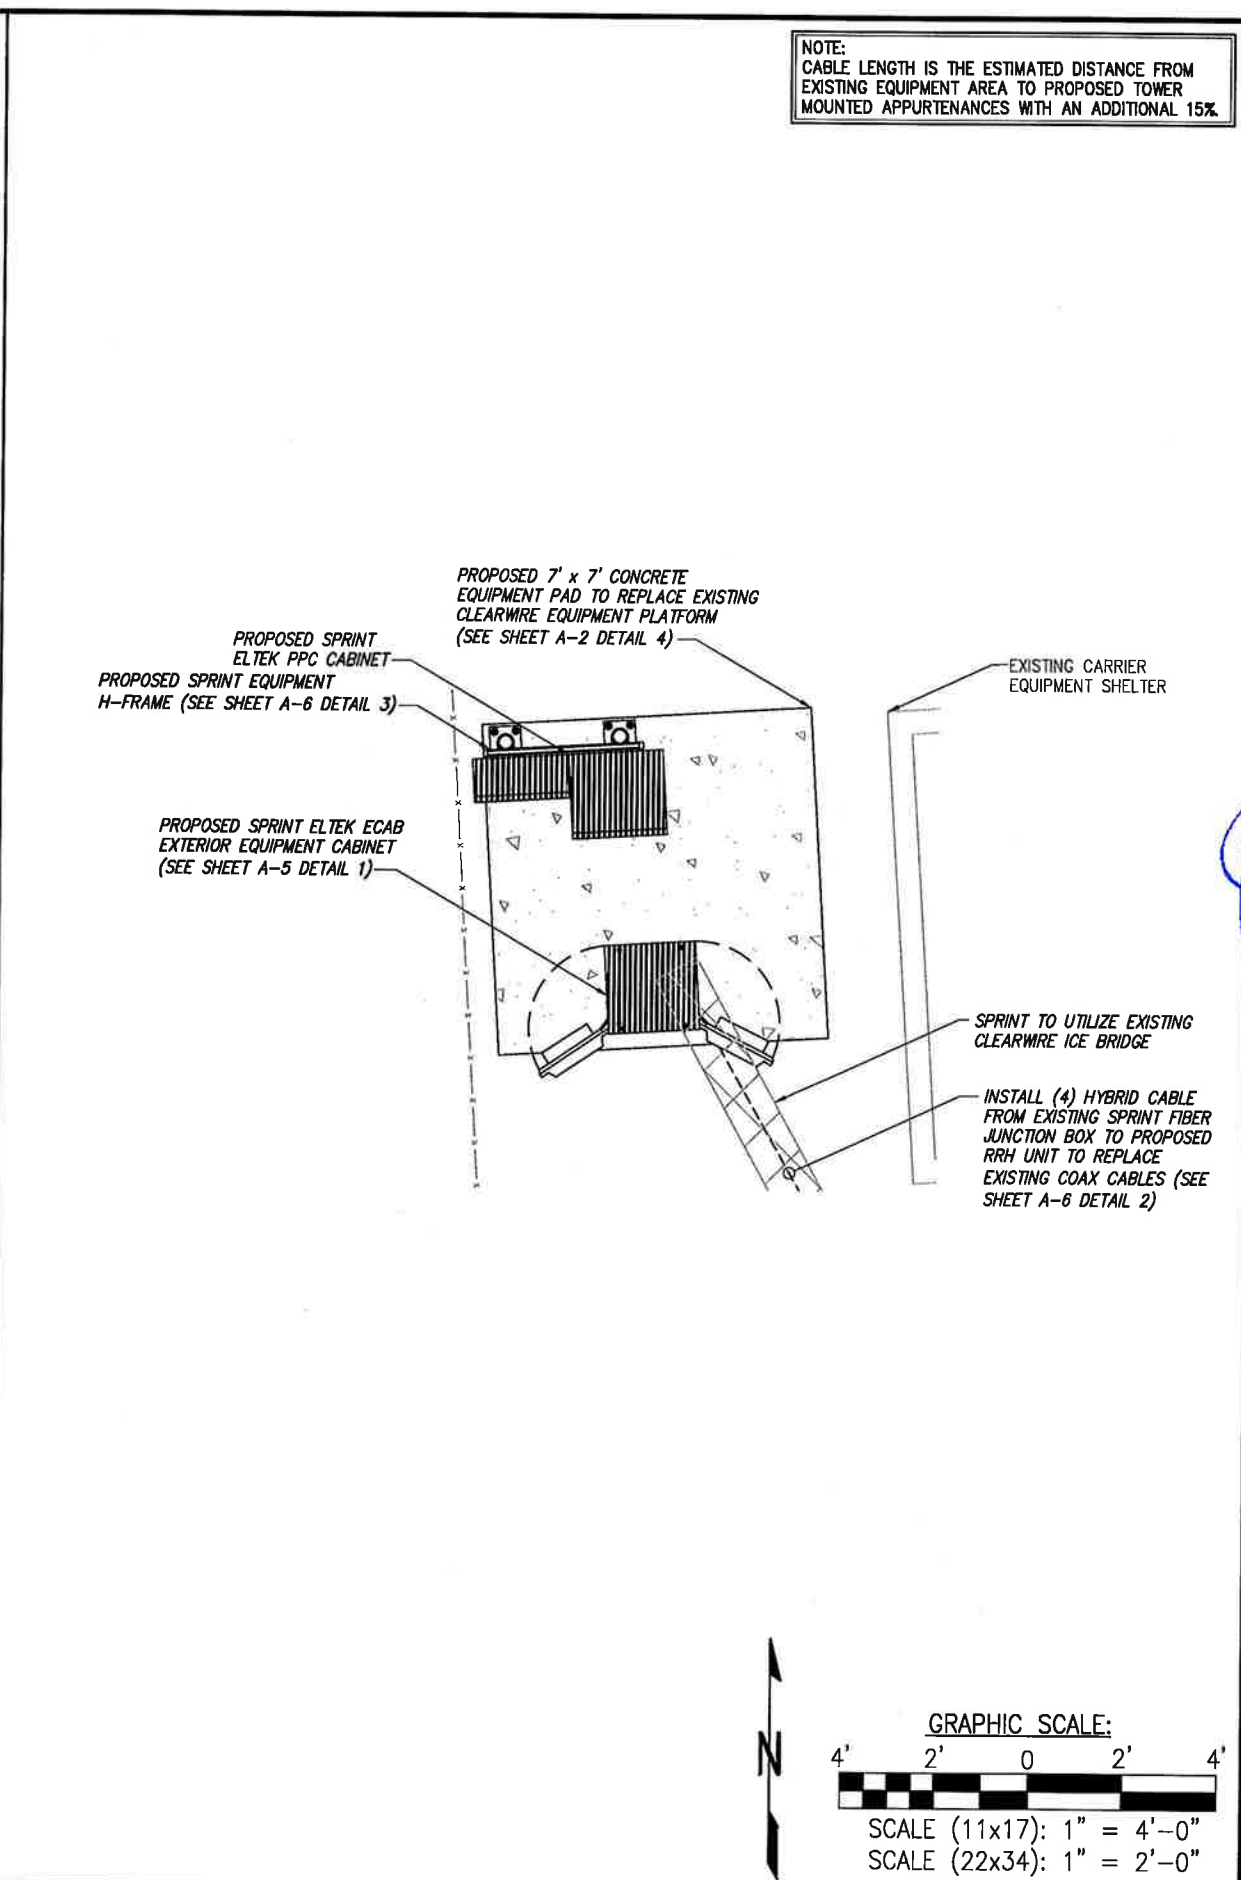 NOTE:
CABLE LENGTH IS THE ESTIMATED DISTANCE FROM
EXISTING EQUIPMENT AREA TO PROPOSED TOWER
MOUNTED APPURTENANCES WITH AN ADDITIONAL 15%.
PROPOSED 7' x 7' CONCRETE
EQUIPMENT PAD TO REPLACE EXISTING
CLEARWIRE EQUIPMENT PLATFORM
(SEE SHEET A-2 DETAIL 4)
PROPOSED SPRINT
ELTEK PPC CABINET
PROPOSED SPRINT EQUIPMENT
H-FRAME (SEE SHEET A-6 DETAIL 3)
EXISTING CARRIER
EQUIPMENT SHELTER
PROPOSED SPRINT ELTEK ECAB
EXTERIOR EQUIPMENT CABINET
(SEE SHEET A-5 DETAIL 1)
SPRINT TO UTILIZE EXISTING
CLEARWIRE ICE BRIDGE
INSTALL (4) HYBRID CABLE
FROM EXISTING SPRINT FIBER
JUNCTION BOX TO PROPOSED
RRH UNIT TO REPLACE
EXISTING COAX CABLES (SEE
SHEET A-6 DETAIL 2)
N
GRAPHIC SCALE:
4' 2' 0 2' 4'
SCALE (11x17): 1" = 4'-0"
SCALE (22x34): 1" = 2'-0"